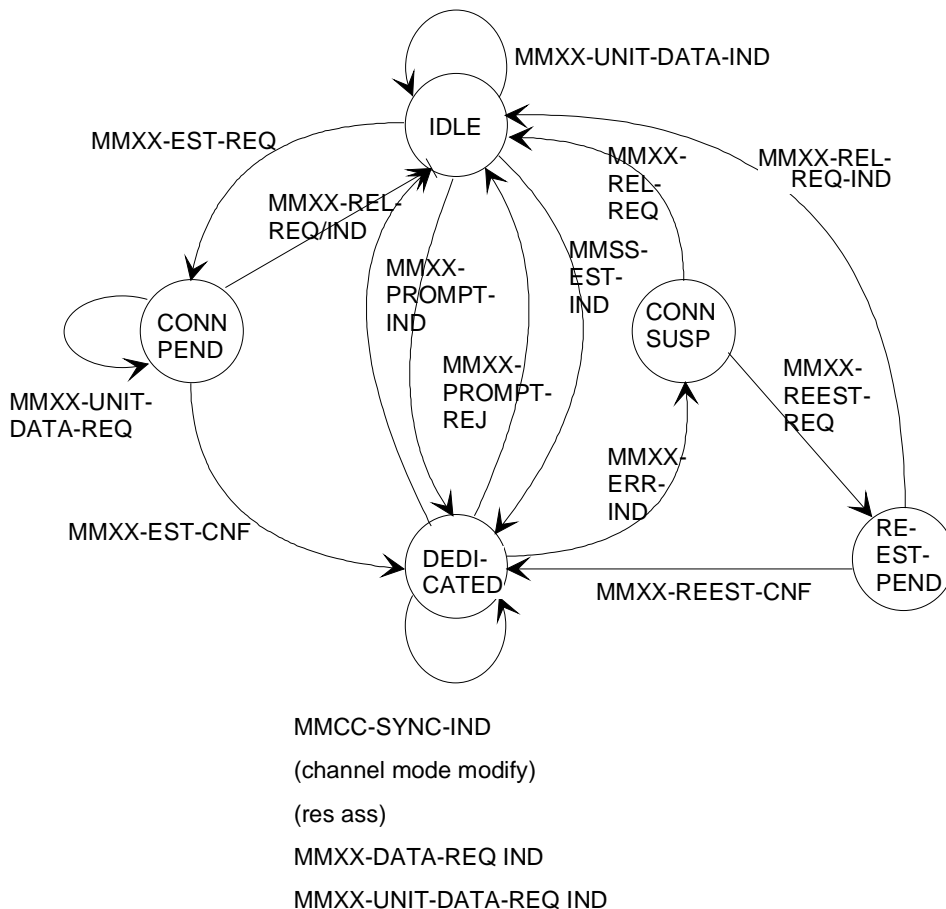 MMXX-UNIT-DATA-IND
IDLE
MMXX-EST-REQ
MMXX-
REL-
REQ
MMXX-REL-
REQ-IND
MMXX-REL-
REQ/IND
MMXX-
PROMPT-
IND
MMSS-
EST-
IND
CONN
PEND
CONN
SUSP
MMXX-
PROMPT-
REJ
MMXX-
REEST-
REQ
MMXX-UNIT-
DATA-REQ
MMXX-
ERR-
IND
MMXX-EST-CNF
DEDI-
CATED
RE-
EST-
PEND
MMXX-REEST-CNF
MMCC-SYNC-IND
(channel mode modify)
(res ass)
MMXX-DATA-REQ IND
MMXX-UNIT-DATA-REQ IND